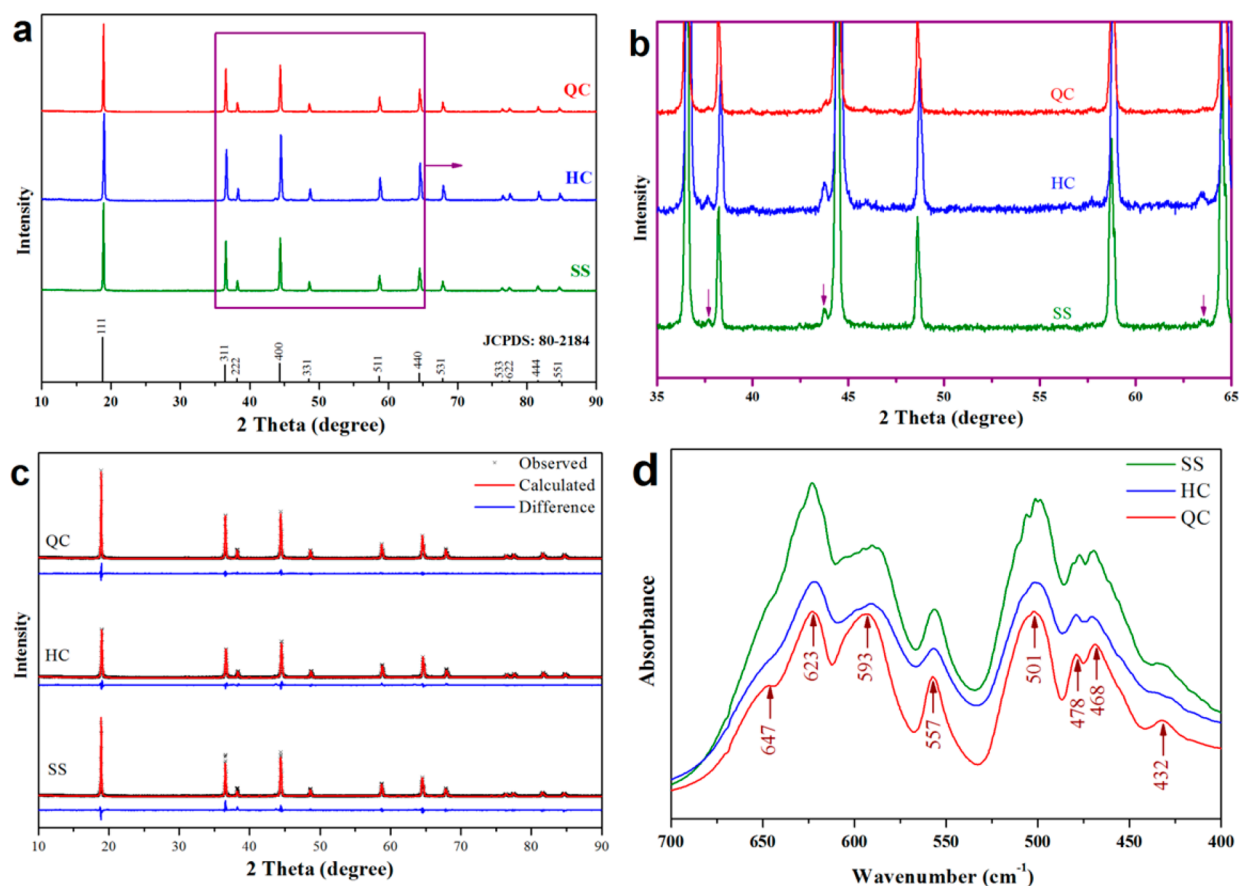 a
QC
HC
SS
JCPDS: 80-2184
111
311
222
400
331
511
440
531
533
622
444
551
10 20 30 40 50 60 70 80 90
2 Theta (degree)
Intensity
b
QC
HC
SS
35 40 45 50 55 60 65
2 Theta (degree)
Intensity
c
Observed
Calculated
Difference
QC
HC
SS
10 20 30 40 50 60 70 80 90
2 Theta (degree)
Intensity
d
SS
HC
QC
647
623
593
557
501
478
468
432
700 650 600 550 500 450 400
Wavenumber (cm-1)
Absorbance